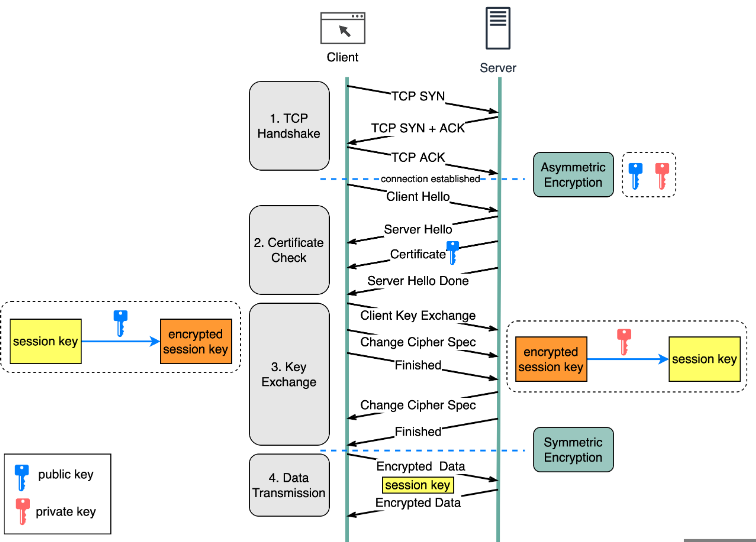 Client
Server
1. TCP
Handshake
TCP SYN
TCP SYN + ACK
TCP ACK
connection established
Asymmetric
Encryption
Client Hello
2. Certificate
Check
Server Hello
Certificate
Server Hello Done
session key
encrypted
session key
3. Key
Exchange
Client Key Exchange
Change Cipher Spec
Finished
Change Cipher Spec
Finished
encrypted
session key
session key
Symmetric
Encryption
4. Data
Transmission
Encrypted Data
session key
Encrypted Data
public key
private key